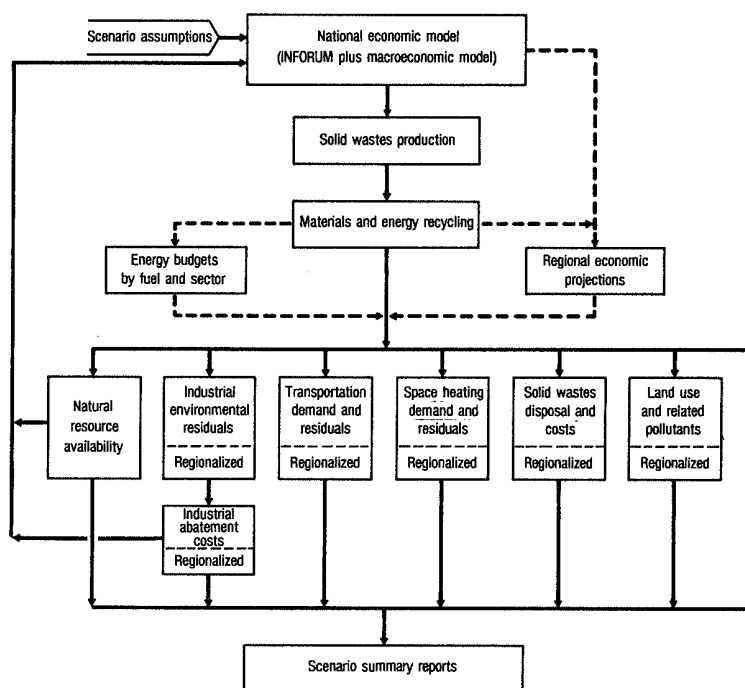 Scenario assumptions
National economic model
(INFORUM plus macroeconomic model)
Solid wastes production
Materials and energy recycling
Energy budgets
by fuel and sector
Regional economic
projections
Natural
resource
availability
Industrial
environmental
residuals
Regionalized
Transportation
demand and
residuals
Regionalized
Space heating
demand and
residuals
Regionalized
Solid wastes
disposal and
costs
Regionalized
Land use
and related
pollutants
Regionalized
Industrial
abatement
costs
Regionalized
Scenario summary reports